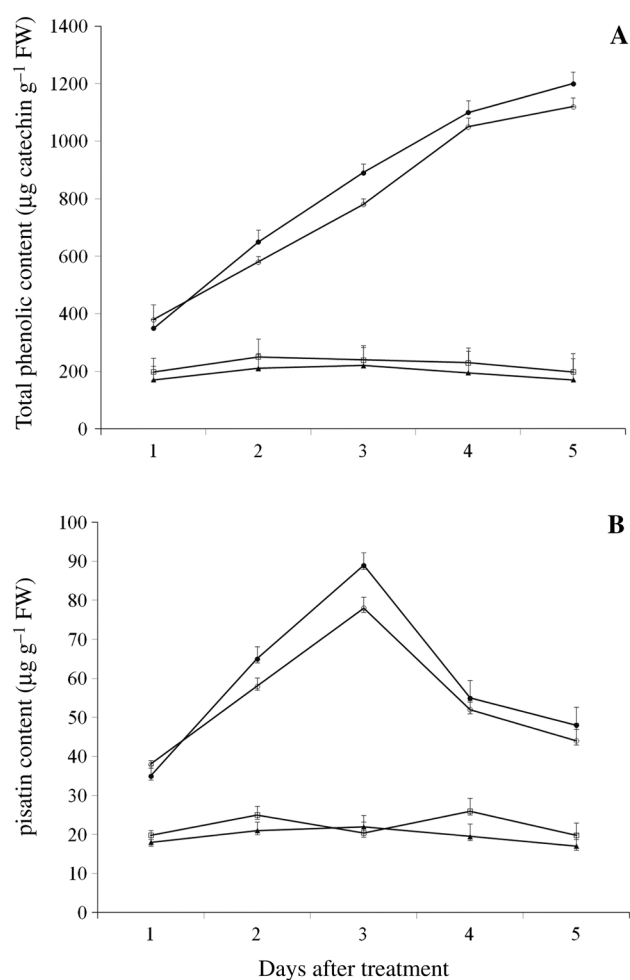 A
Total phenolic content (µg catechin g⁻¹ FW)
1400
1200
1000
800
600
400
200
0
1 2 3 4 5
B
pisatin content (µg g⁻¹ FW)
100
90
80
70
60
50
40
30
20
10
0
1 2 3 4 5
Days after treatment